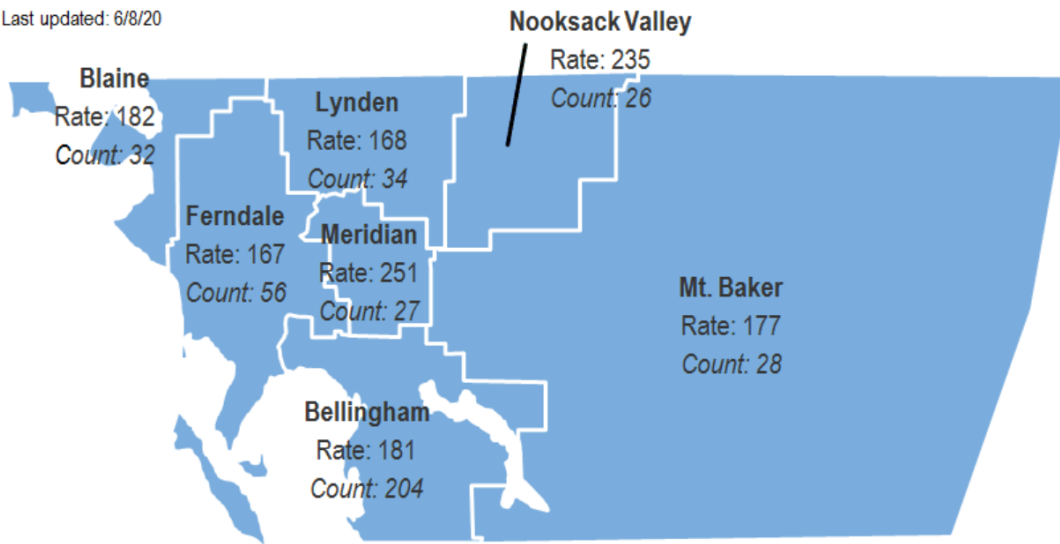 Last updated: 6/8/20
Nooksack Valley
Rate: 235
Count: 26
Blaine
Rate: 182
Count: 32
Lynden
Rate: 168
Count: 34
Ferndale
Rate: 167
Count: 56
Meridian
Rate: 251
Count: 27
Mt. Baker
Rate: 177
Count: 28
Bellingham
Rate: 181
Count: 204